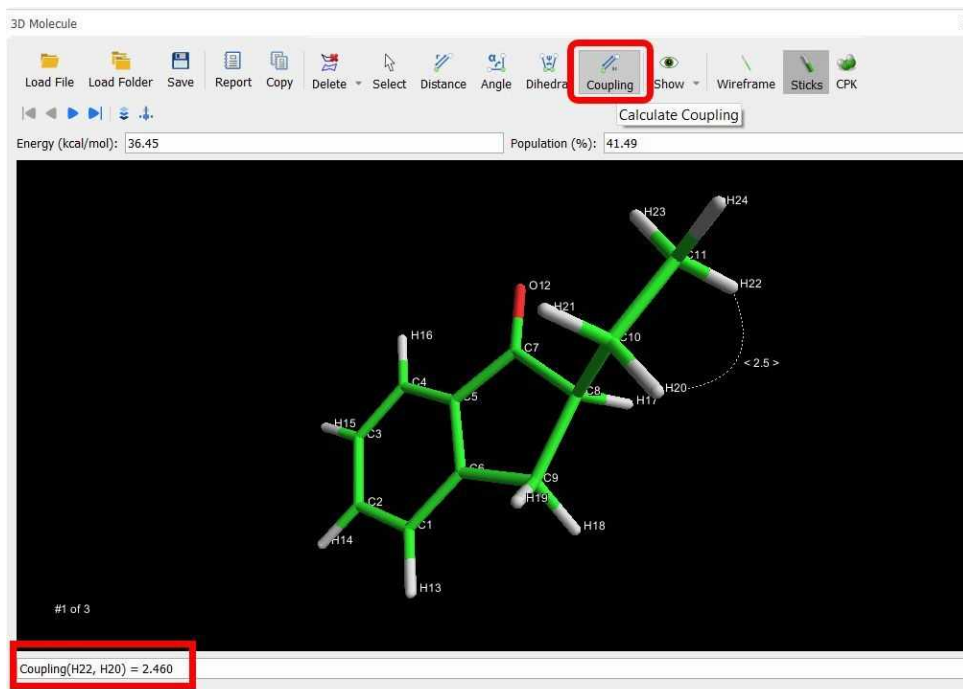 3D Molecule
Load File Load Folder Save Report Copy Delete Select Distance Angle Dihedra Coupling Show Wireframe Sticks CPK
Calculate Coupling
Energy (kcal/mol): 36.45 Population (%): 41.49
H24
H23
C11
H22
O12
H21
C10
H16
C7
< 2.5 >
C4
C8
H20
C5
H17
H15
C3
C6
C9
H19
C2
C1
H18
H14
H13
#1 of 3
Coupling(H22, H20) = 2.460